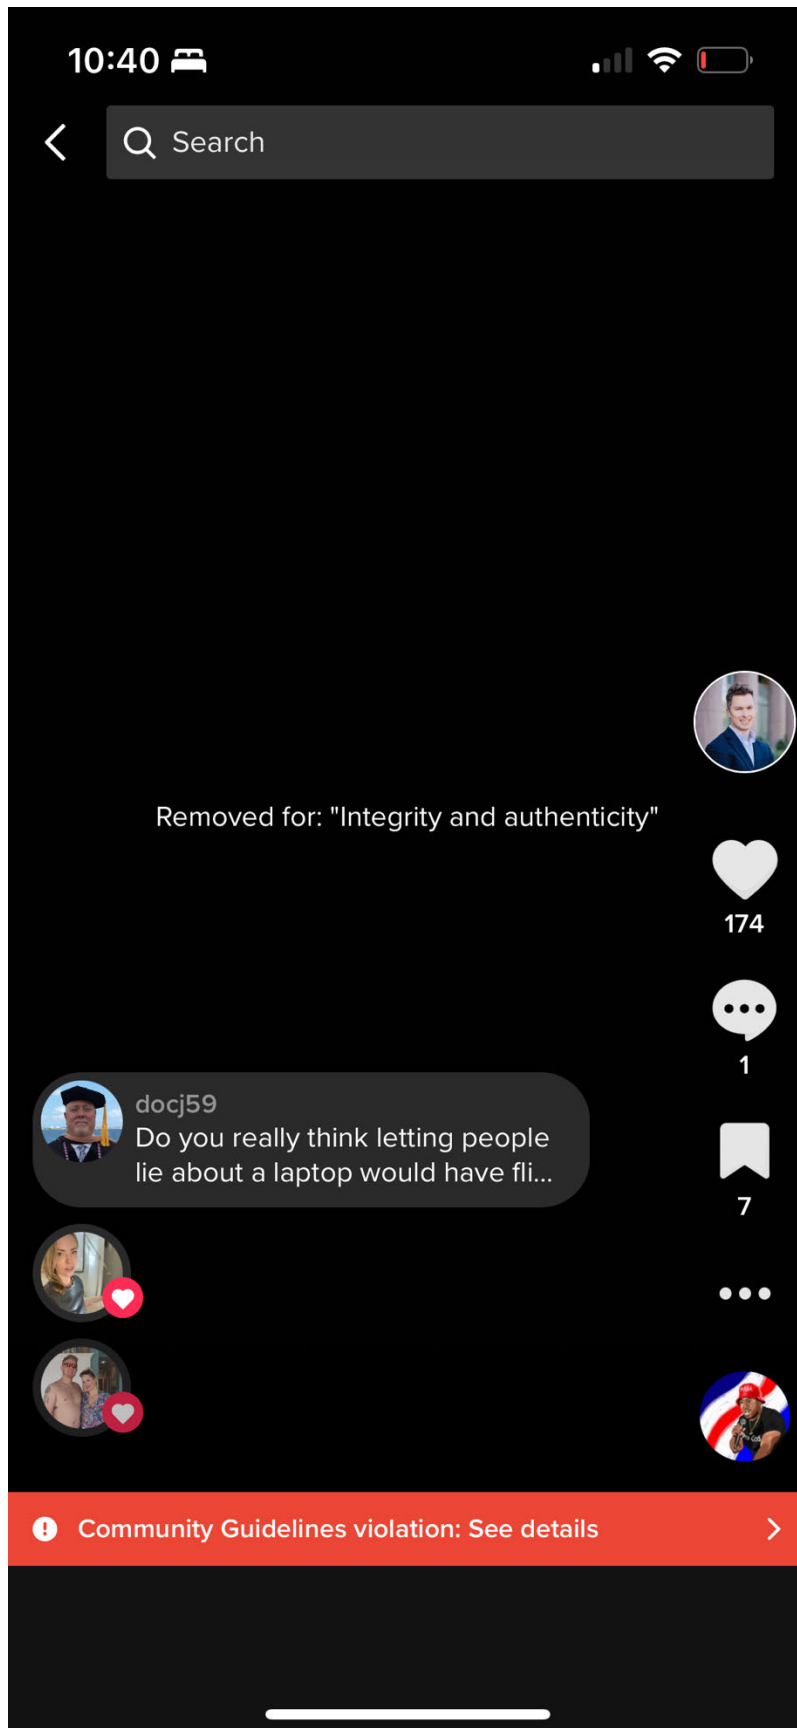 10:40
Search
Removed for: "Integrity and authenticity"
174
1
docj59
Do you really think letting people
lie about a laptop would have fli...
7
Community Guidelines violation: See details